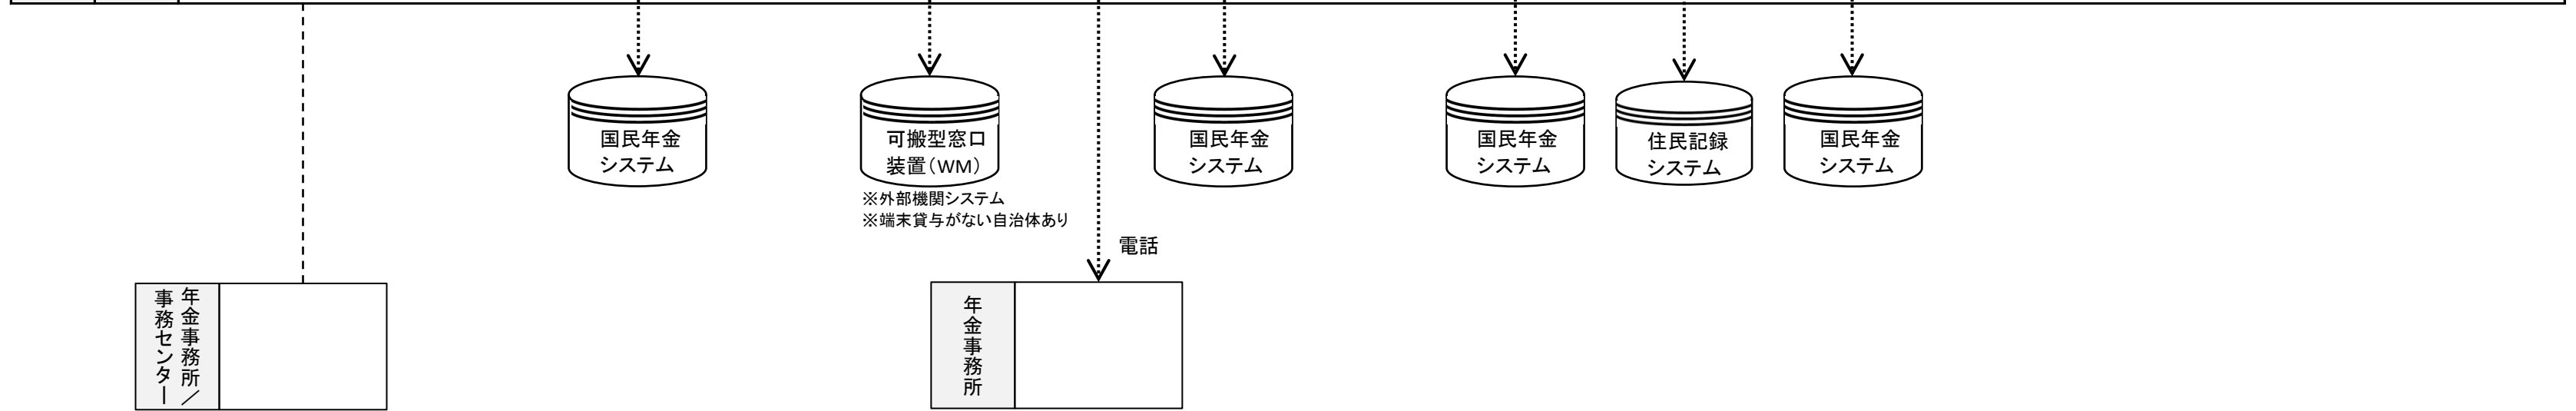 国民年金
システム
可搬型窓口
装置（WM）
※外部機関システム
※端末貸与がない自治体あり
国民年金
システム
国民年金
システム
住民記録
システム
国民年金
システム
電話
年金事務所／
事務センター
年金事務所